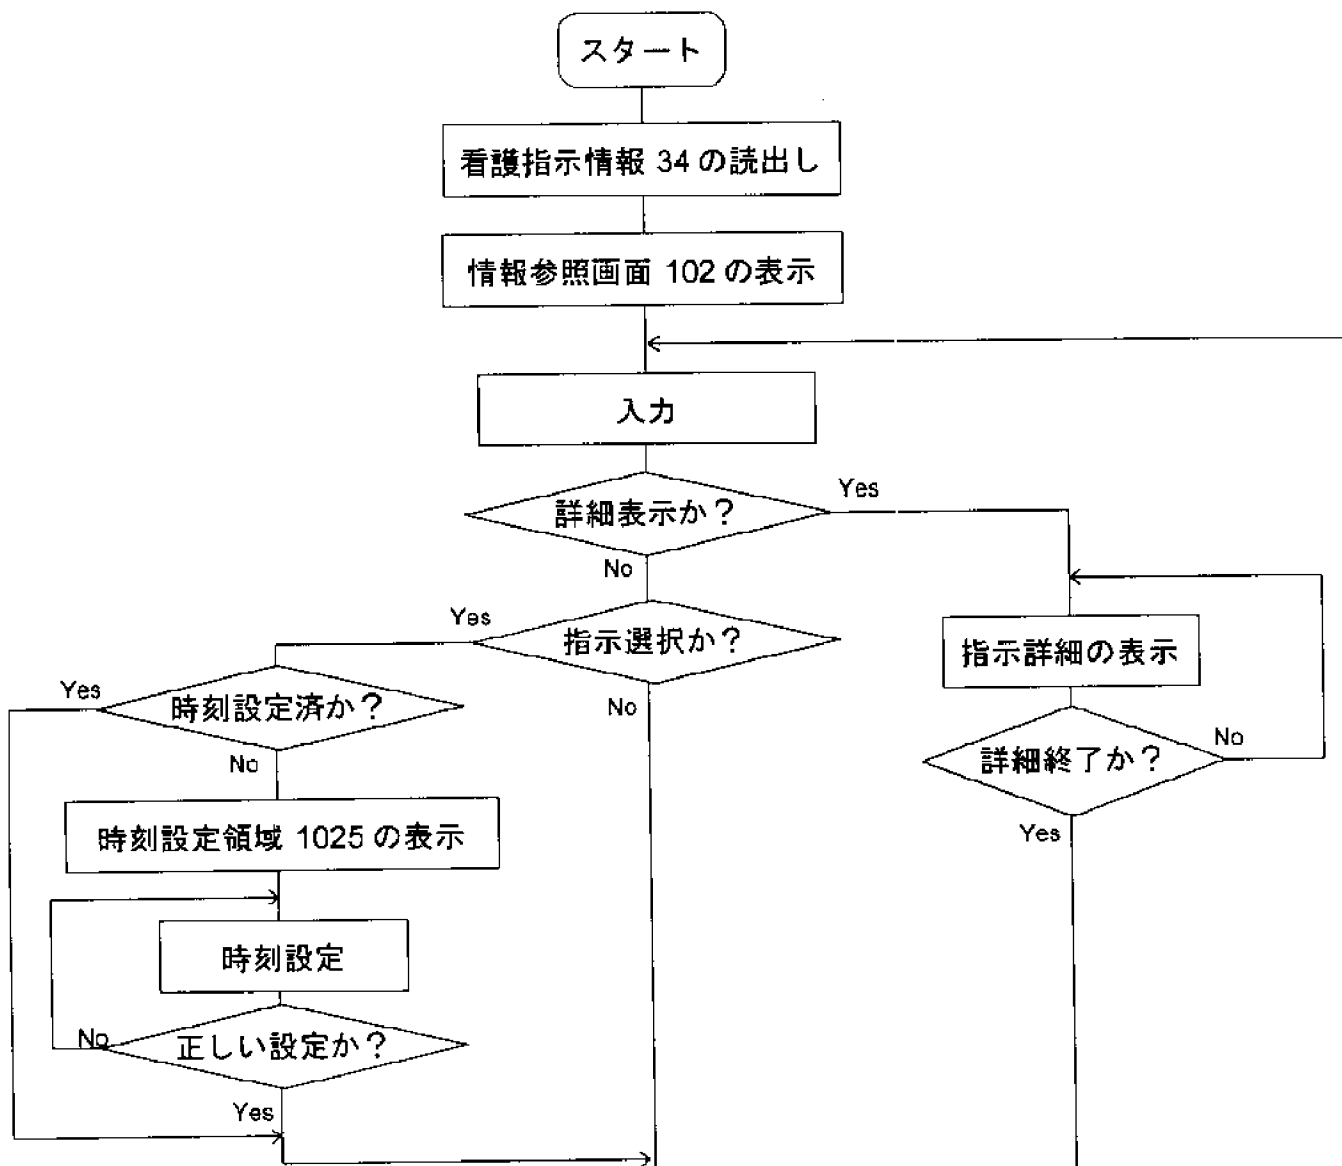 スタート
看護指示情報 34 の読出し
情報参照画面 102 の表示
入力
詳細表示か？
Yes
No
指示選択か？
Yes
No
指示詳細の表示
時刻設定済か？
Yes
No
詳細終了か？
No
Yes
時刻設定領域 1025 の表示
時刻設定
正しい設定か？
No
Yes